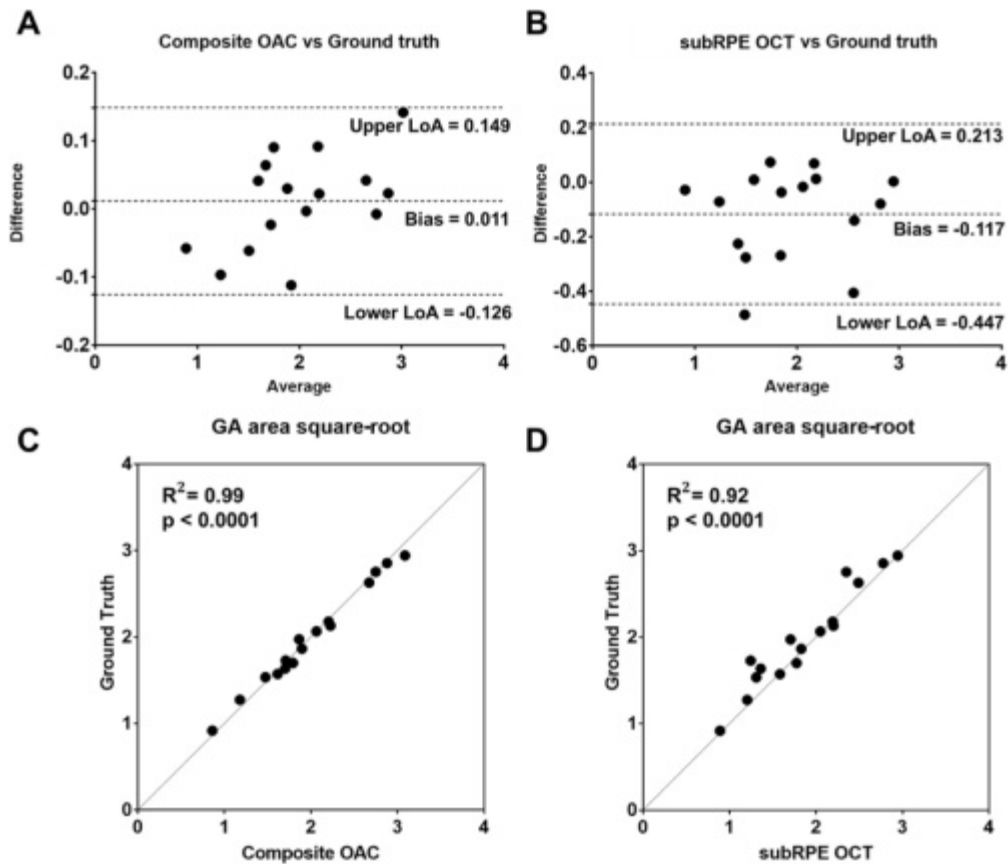 A
Composite OAC vs Ground truth
0.2
0.1
0.0
-0.1
-0.2
Difference
Upper LoA = 0.149
Bias = 0.011
Lower LoA = -0.126
0 1 2 3 4
Average
B
subRPE OCT vs Ground truth
0.4
0.2
0.0
-0.2
-0.4
-0.6
Difference
Upper LoA = 0.213
Bias = -0.117
Lower LoA = -0.447
0 1 2 3 4
Average
C
GA area square-root
R² = 0.99
p < 0.0001
4
3
2
1
0
Ground Truth
0 1 2 3 4
Composite OAC
D
GA area square-root
R² = 0.92
p < 0.0001
4
3
2
1
0
Ground Truth
0 1 2 3 4
subRPE OCT